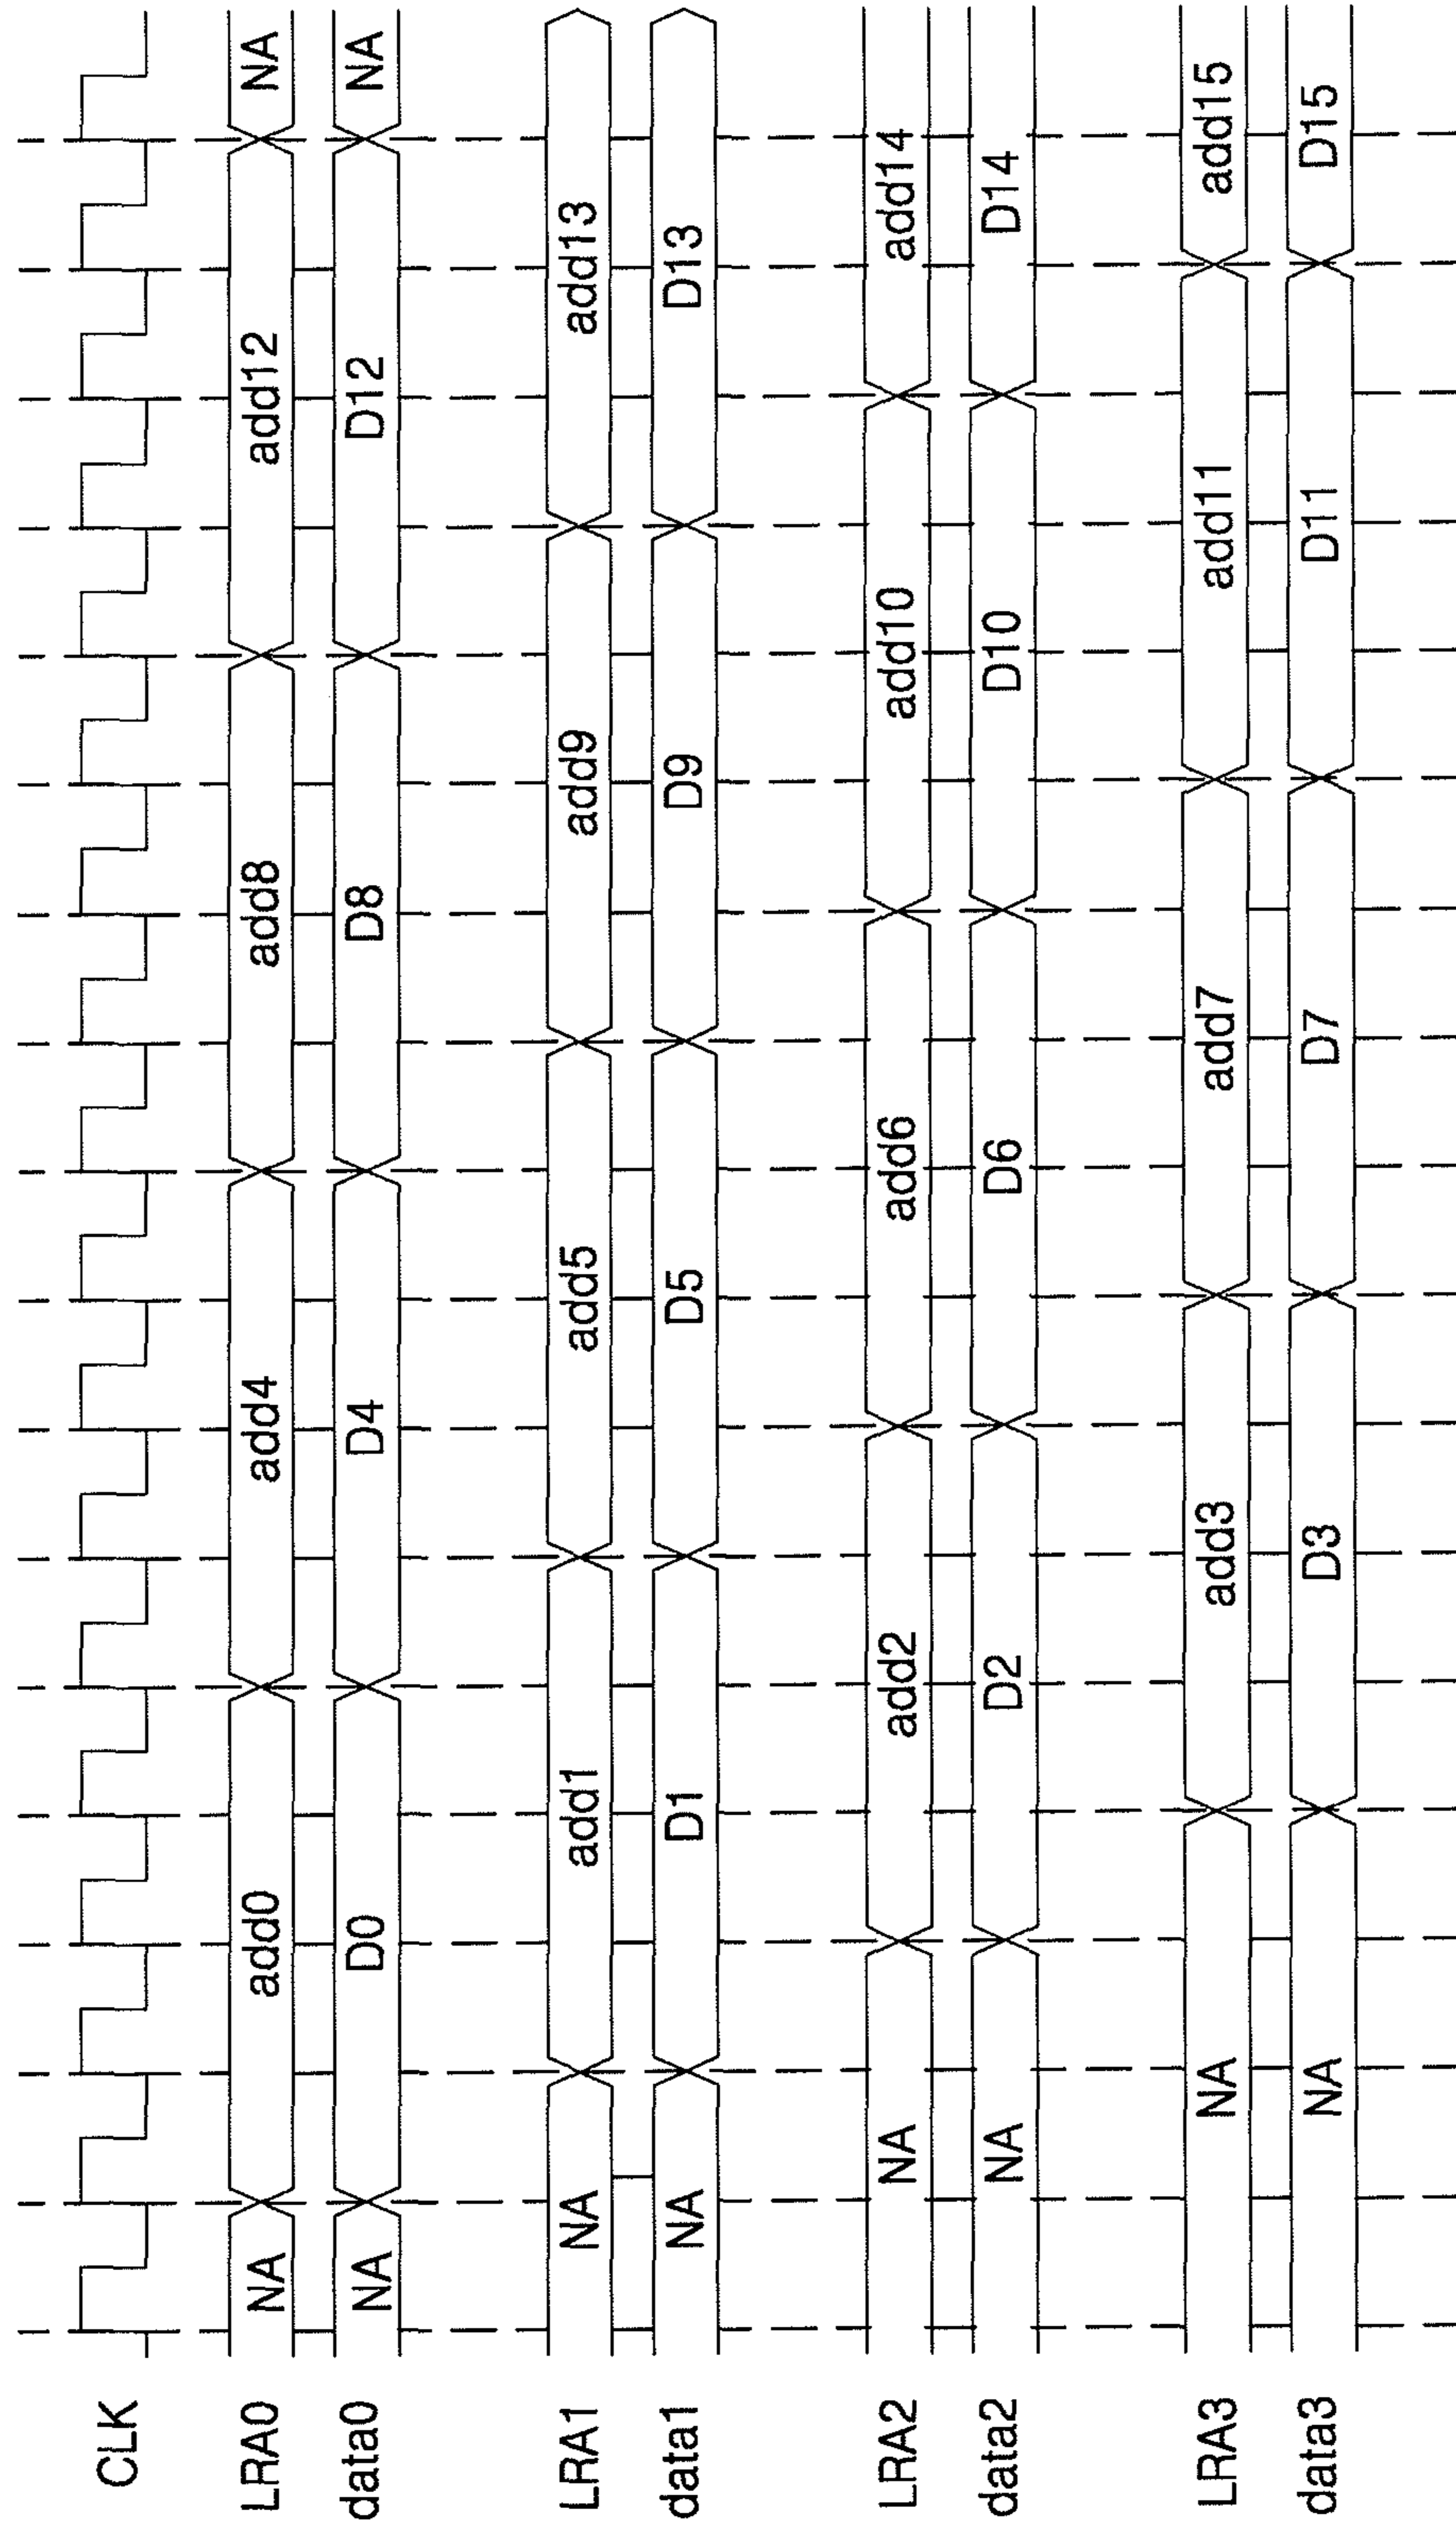 CLK
LRA0 NA add0 add4 add8 add12 NA
data0 NA D0 D4 D8 D12 NA
LRA1 NA add1 add5 add9 add13
data1 NA D1 D5 D9 D13
LRA2 NA add2 add6 add10 add14
data2 NA D2 D6 D10 D14
LRA3 NA add3 add7 add11 add15
data3 NA D3 D7 D11 D15